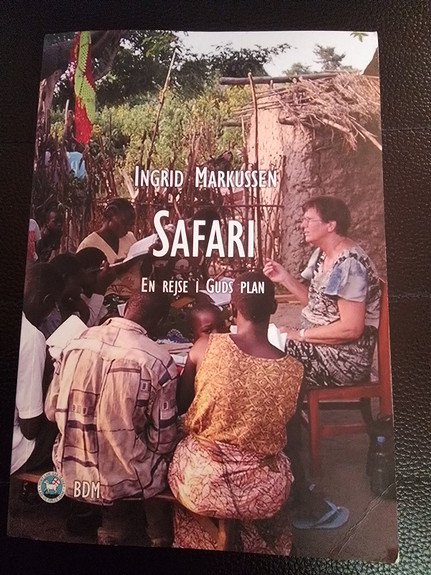 Ingrid Markussen
Safari
En rejse i Guds plan
BDM